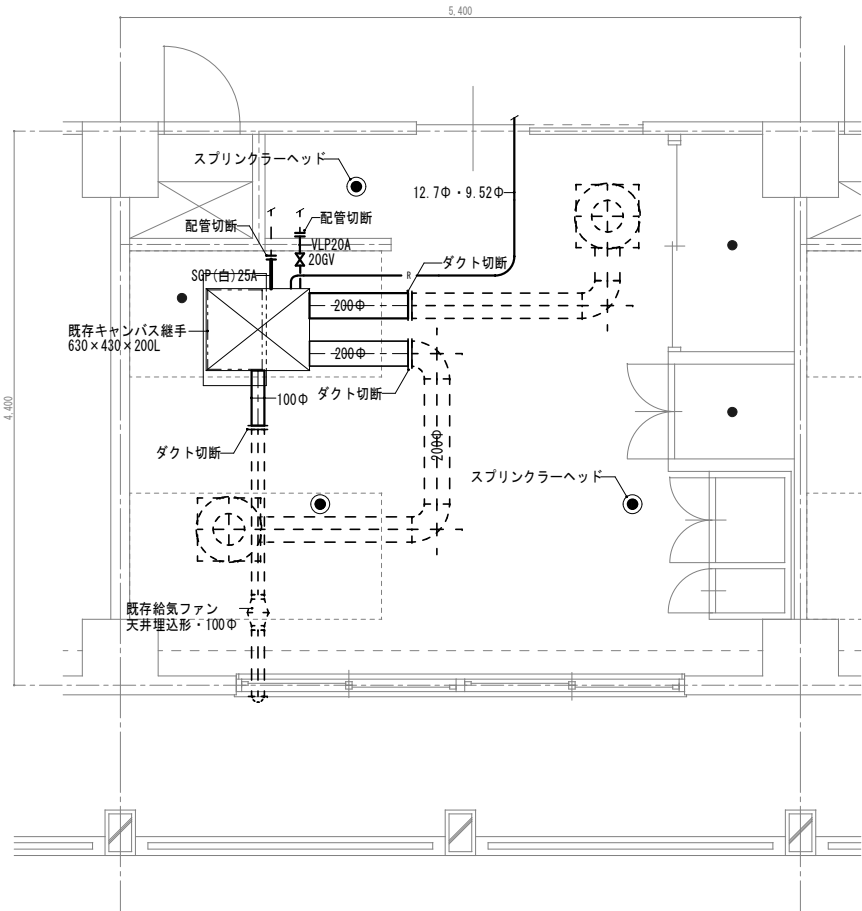 5.400
スプリンクラーヘッド
12.7Φ・9.52Φ
配管切断
配管切断
VLP20A
20GV
ダクト切断
SGP(白)25A
R
200Φ
既存キャンバス継手
630×430×200L
200Φ
4.400
100Φ
ダクト切断
ダクト切断
200Φ
スプリンクラーヘッド
既存給気ファン
天井埋込形・100Φ